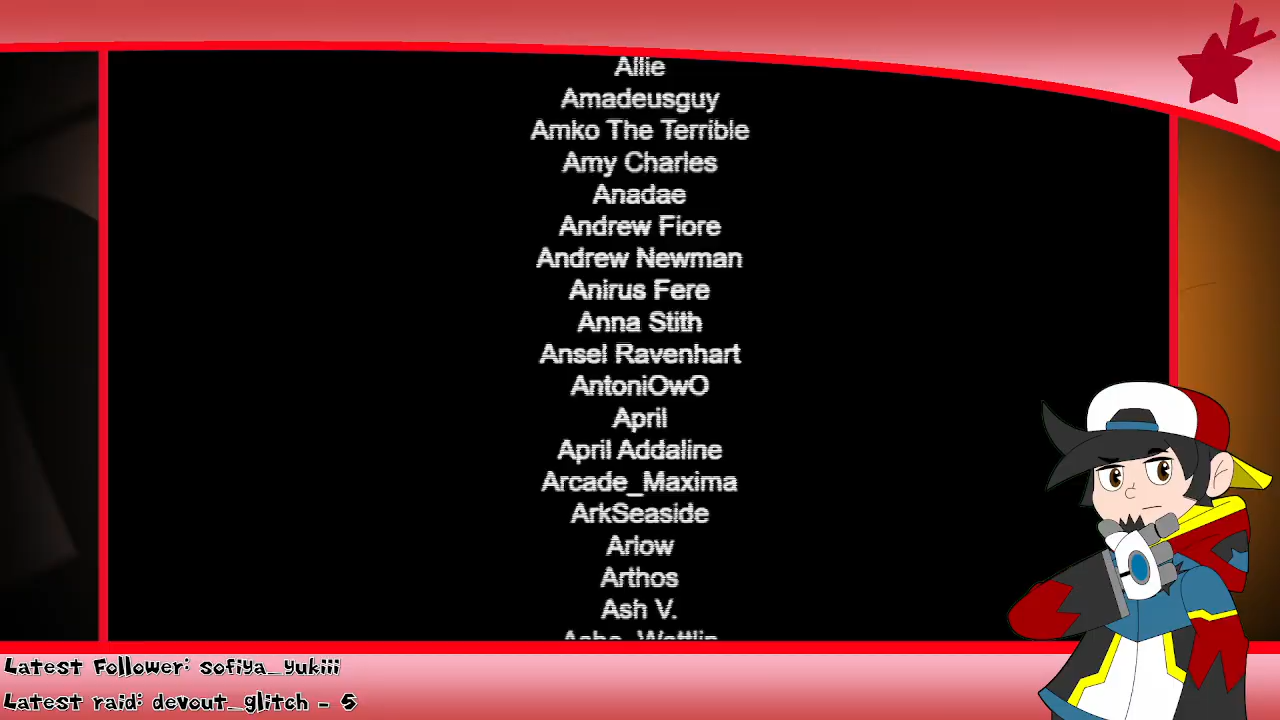 Allie
Amadeusguy
Amko The Terrible
Amy Charles
Anadae
Andrew Fiore
Andrew Newman
Anirus Fere
Anna Stith
Ansel Ravenhart
AntoniOwO
April
April Addaline
Arcade_Maxima
ArkSeaside
Arlow
Arthos
Ash V.
Latest Follower: sofiya_yukiii
Latest raid: devout_glitch - 5